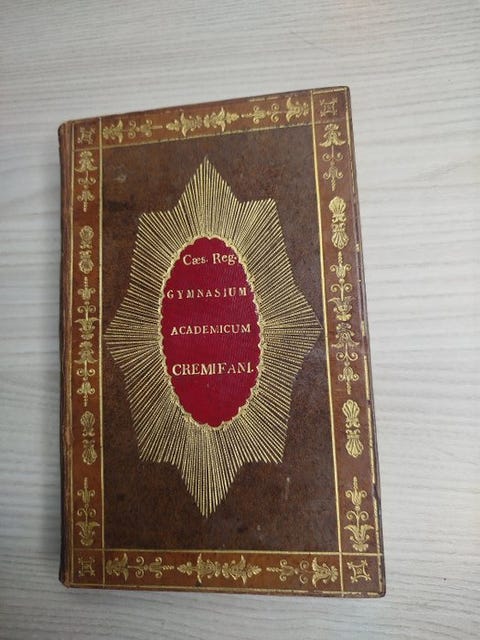 Cæs. Reg.
GYMNASIUM
ACADEMICUM
CREMIFANI.